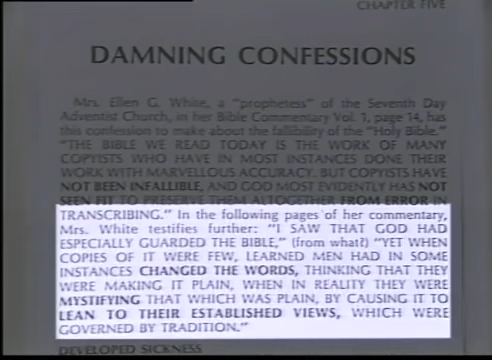 CHAPTER FIVE
DAMNING CONFESSIONS
Mrs. Ellen G. White, a "prophetess" of the Seventh Day
Adventist Church, in her Bible Commentary Vol. 1, page 14, has
this confession to make about the fallibility of the "Holy Bible."
"THE BIBLE WE READ TODAY IS THE WORK OF MANY
COPYISTS WHO HAVE IN MOST INSTANCES DONE THEIR
WORK WITH MARVELLOUS ACCURACY. BUT COPYISTS HAVE
NOT BEEN INFALLIBLE, AND GOD MOST EVIDENTLY HAS NOT
SEEN FIT TO PRESERVE THEM ALTOGETHER FROM ERROR IN
TRANSCRIBING." In the following pages of her commentary,
Mrs. White testifies further: "I SAW THAT GOD HAD
ESPECIALLY GUARDED THE BIBLE," (from what?) "YET WHEN
COPIES OF IT WERE FEW, LEARNED MEN HAD IN SOME
INSTANCES CHANGED THE WORDS, THINKING THAT THEY
WERE MAKING IT PLAIN, WHEN IN REALITY THEY WERE
MYSTIFYING THAT WHICH WAS PLAIN, BY CAUSING IT TO
LEAN TO THEIR ESTABLISHED VIEWS, WHICH WERE
GOVERNED BY TRADITION."
DEVELOPED SICKNESS